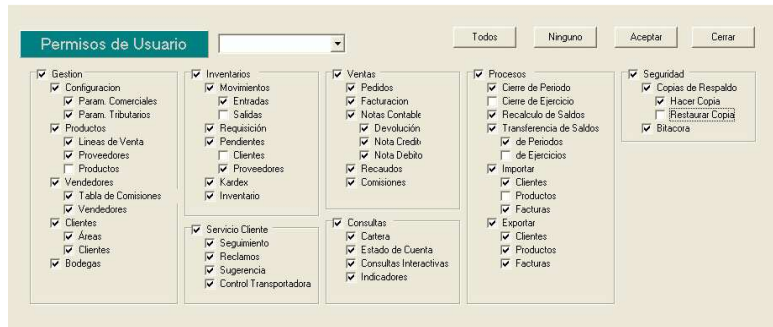 Permisos de Usuario
Todos
Ninguno
Aceptar
Cerrar
Gestion
Configuracion
Param. Comerciales
Param. Tributarios
Productos
Lineas de Venta
Proveedores
Productos
Vendedores
Tabla de Comisiones
Vendedores
Clientes
Áreas
Clientes
Bodegas
Inventarios
Movimientos
Entradas
Salidas
Requisición
Pendientes
Clientes
Proveedores
Kardex
Inventario
Servicio Cliente
Seguimiento
Reclamos
Sugerencia
Control Transportadora
Ventas
Pedidos
Facturacion
Notas Contable
Devolución
Nota Credito
Nota Debito
Recaudos
Comisiones
Consultas
Cartera
Estado de Cuenta
Consultas Interactivas
Indicadores
Procesos
Cierre de Periodo
Cierre de Ejercicio
Recalculo de Saldos
Transferencia de Saldos
de Periodos
de Ejercicios
Importar
Clientes
Productos
Facturas
Exportar
Clientes
Productos
Facturas
Seguridad
Copias de Respaldo
Hacer Copia
Restaurar Copia
Bitacora